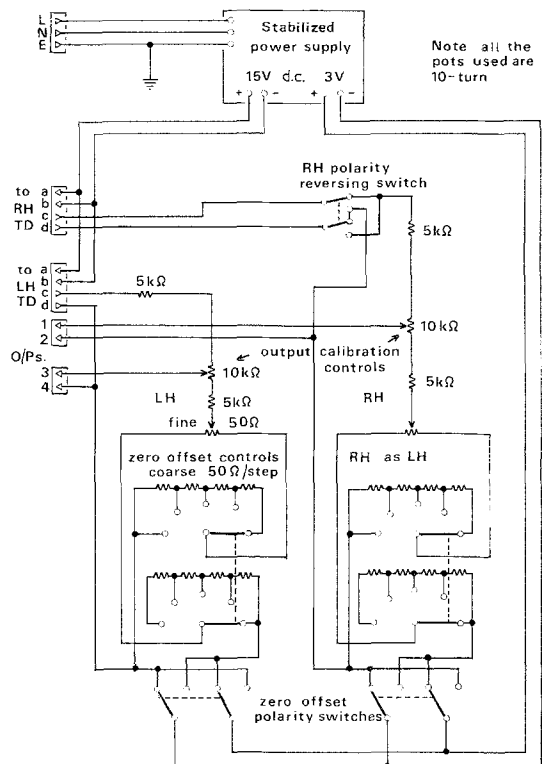 L
N
E
Stabilized
power supply
15V d.c. 3V
+ - + -
Note all the
pots used are
10-turn
RH polarity
reversing switch
to a
RH b
c
TD d
5kΩ
to a
LH b
c
TD d
5kΩ
1
2
10kΩ
O/Ps.
3
4
output calibration
controls
10kΩ
5kΩ
LH
5kΩ
RH
fine 50Ω
zero offset controls
coarse 50Ω/step
RH as LH
zero offset
polarity switches